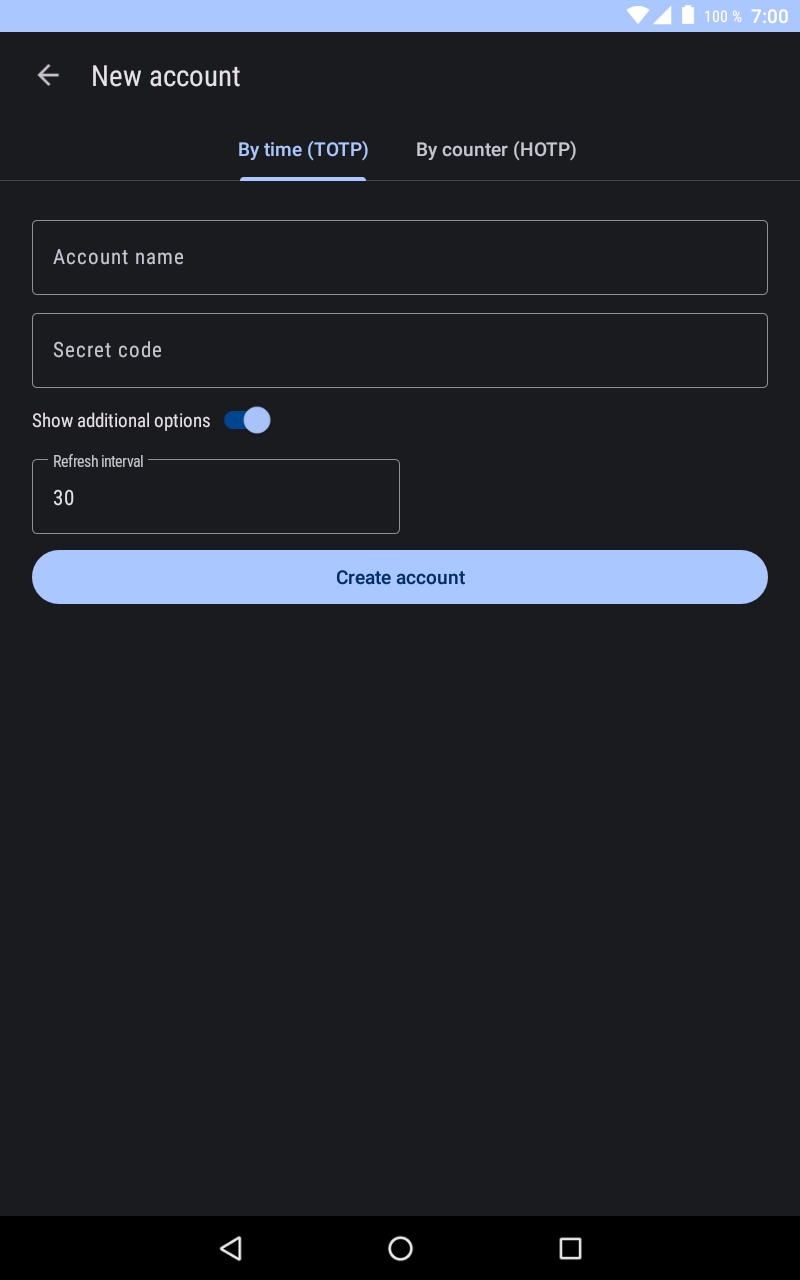 100 % 7:00
New account
By time (TOTP) By counter (HOTP)
Account name
Secret code
Show additional options
Refresh interval
30
Create account